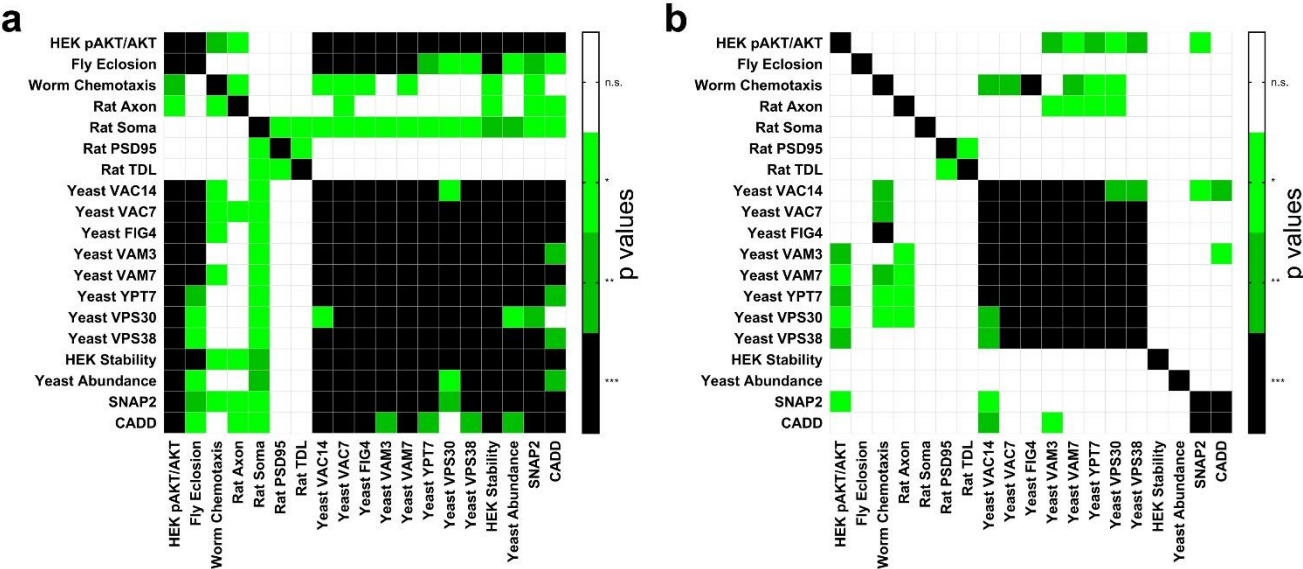 a
HEK pAKT/AKT
Fly Eclosion
Worm Chemotaxis
Rat Axon
Rat Soma
Rat PSD95
Rat TDL
Yeast VAC14
Yeast VAC7
Yeast FIG4
Yeast VAM3
Yeast VAM7
Yeast YPT7
Yeast VPS30
Yeast VPS38
HEK Stability
Yeast Abundance
SNAP2
CADD
HEK pAKT/AKT
Fly Eclosion
Worm Chemotaxis
Rat Axon
Rat Soma
Rat PSD95
Rat TDL
Yeast VAC14
Yeast VAC7
Yeast FIG4
Yeast VAM3
Yeast VAM7
Yeast YPT7
Yeast VPS30
Yeast VPS38
HEK Stability
Yeast Abundance
SNAP2
CADD
n.s.
*
**
***
p values
b
HEK pAKT/AKT
Fly Eclosion
Worm Chemotaxis
Rat Axon
Rat Soma
Rat PSD95
Rat TDL
Yeast VAC14
Yeast VAC7
Yeast FIG4
Yeast VAM3
Yeast VAM7
Yeast YPT7
Yeast VPS30
Yeast VPS38
HEK Stability
Yeast Abundance
SNAP2
CADD
HEK pAKT/AKT
Fly Eclosion
Worm Chemotaxis
Rat Axon
Rat Soma
Rat PSD95
Rat TDL
Yeast VAC14
Yeast VAC7
Yeast FIG4
Yeast VAM3
Yeast VAM7
Yeast YPT7
Yeast VPS30
Yeast VPS38
HEK Stability
Yeast Abundance
SNAP2
CADD
n.s.
*
**
***
p values